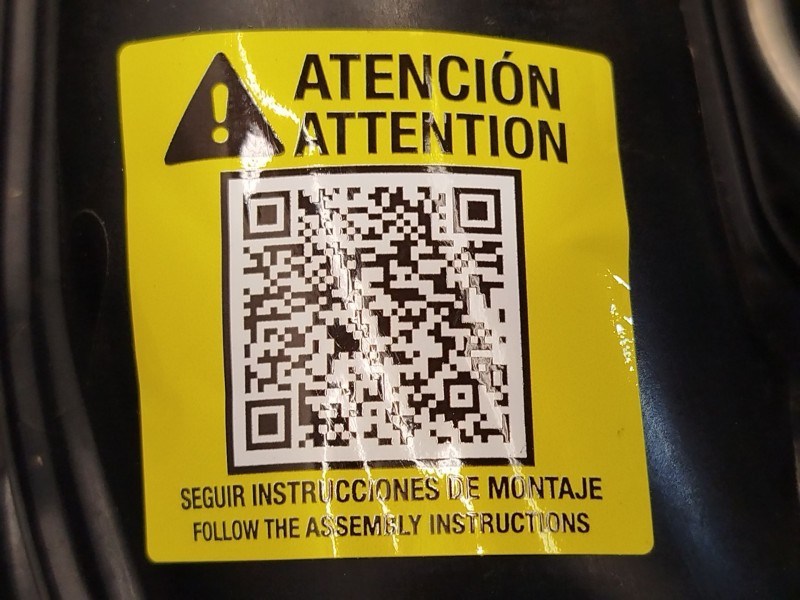 ATENCIÓN
ATTENTION
SEGUIR INSTRUCCIONES DE MONTAJE
FOLLOW THE ASSEMBLY INSTRUCTIONS